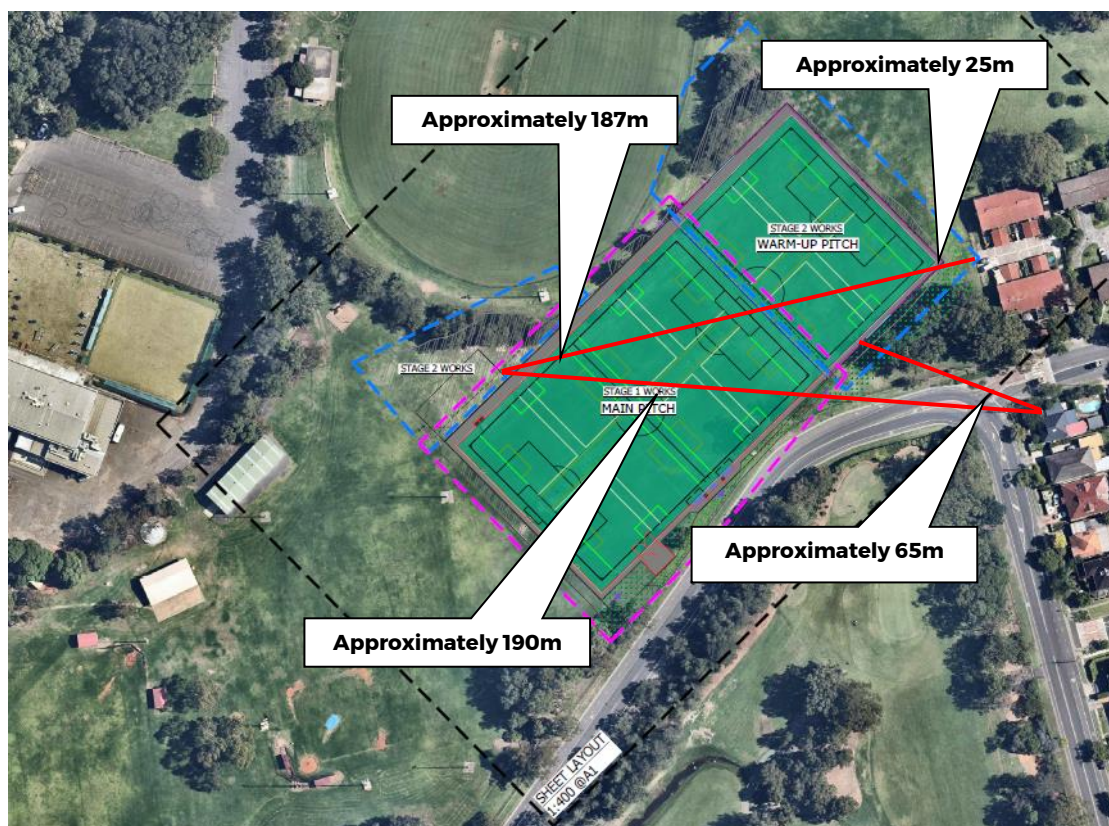 Approximately 25m
Approximately 187m
STAGE 2 WORKS
WARM-UP PITCH
STAGE 2 WORKS
STAGE 1 WORKS
MAIN PITCH
Approximately 65m
Approximately 190m
SHEET LAYOUT
1:400 @A1